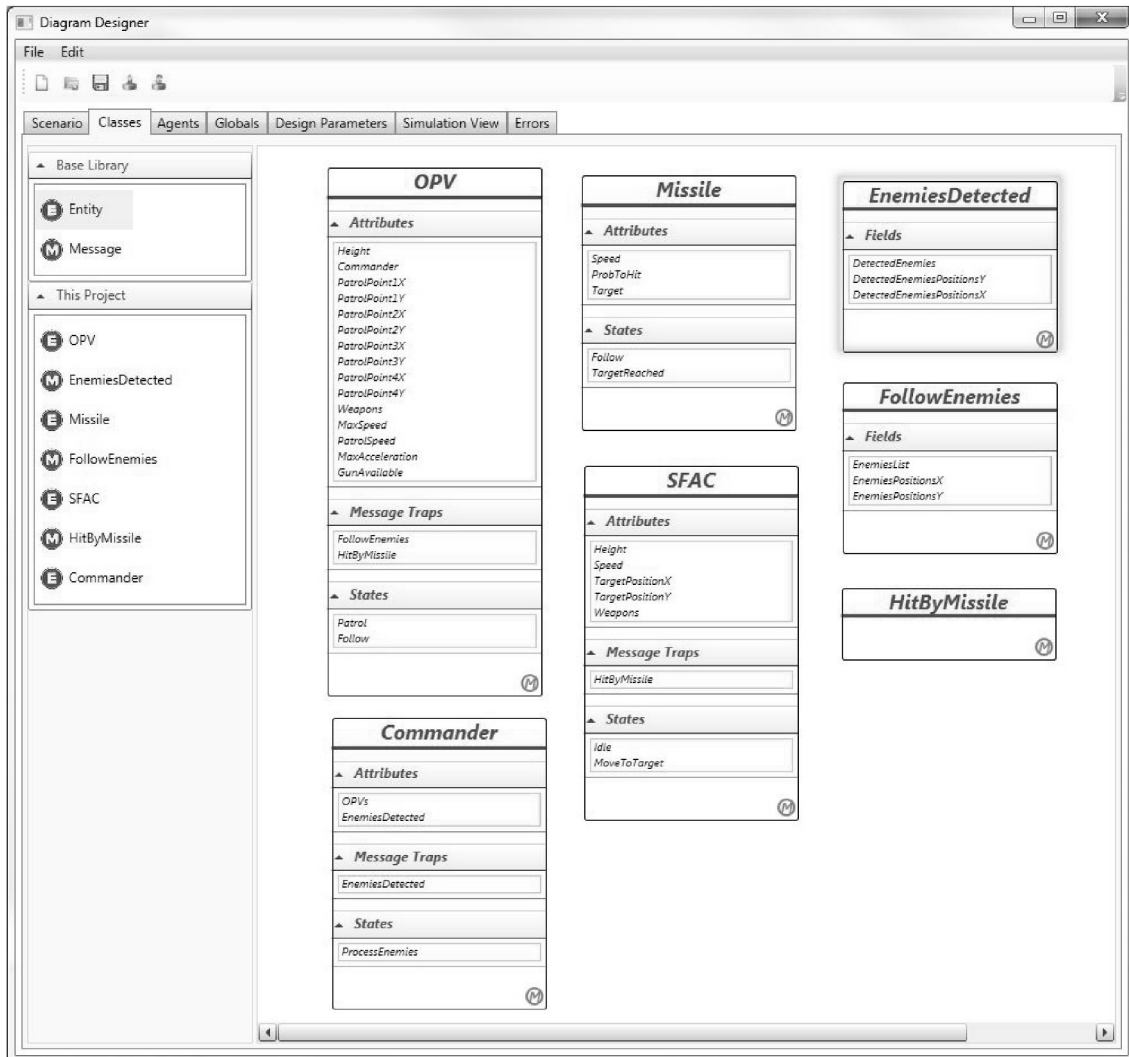 Diagram Designer
File Edit
Scenario Classes Agents Globals Design Parameters Simulation View Errors
Base Library
E Entity
M Message
This Project
E OPV
M EnemiesDetected
E Missile
M FollowEnemies
E SFAC
M HitByMissile
E Commander
OPV
Attributes
Height
Commander
PatrolPoint1X
PatrolPoint1Y
PatrolPoint2X
PatrolPoint2Y
PatrolPoint3X
PatrolPoint3Y
PatrolPoint4X
PatrolPoint4Y
Weapons
MaxSpeed
PatrolSpeed
MaxAcceleration
GunAvailable
Message Traps
FollowEnemies
HitByMissile
States
Patrol
Follow
M
Commander
Attributes
OPVs
EnemiesDetected
Message Traps
EnemiesDetected
States
ProcessEnemies
M
Missile
Attributes
Speed
ProbToHit
Target
States
Follow
TargetReached
M
SFAC
Attributes
Height
Speed
TargetPositionX
TargetPositionY
Weapons
Message Traps
HitByMissile
States
Idle
MoveToTarget
M
EnemiesDetected
Fields
DetectedEnemies
DetectedEnemiesPositionsY
DetectedEnemiesPositionsX
M
FollowEnemies
Fields
EnemiesList
EnemiesPositionsX
EnemiesPositionsY
M
HitByMissile
M